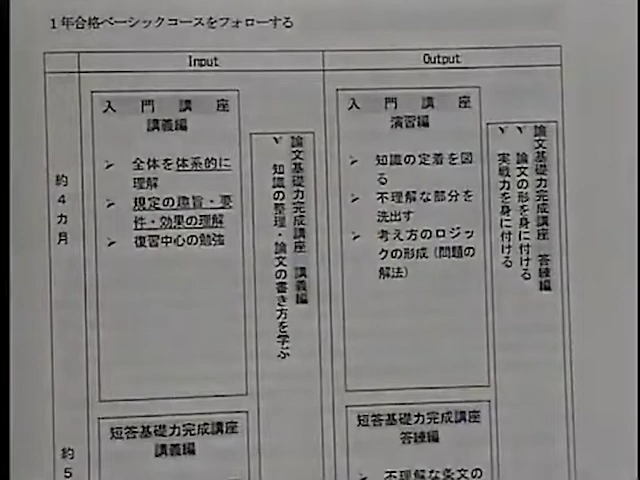 1年合格ベーシックコースをフォローする
Input
Output
約4カ月
入門講座
講義編
➢ 全体を体系的に
理解
➢ 規定の趣旨・要
件・効果の理解
➢ 復習中心の勉強
論文基礎力完成講座 講義編
➢ 知識の整理・論文の書き方を学ぶ
入門講座
演習編
➢ 知識の定着を図
る
➢ 不理解な部分を
洗出す
➢ 考え方のロジッ
クの形成(問題の
解法)
論文基礎力完成講座 答練編
➢ 論文の形を身に付ける
➢ 実戦力を身に付ける
約5
短答基礎力完成講座
講義編
短答基礎力完成講座
答練編
➢ 不理解な条文の